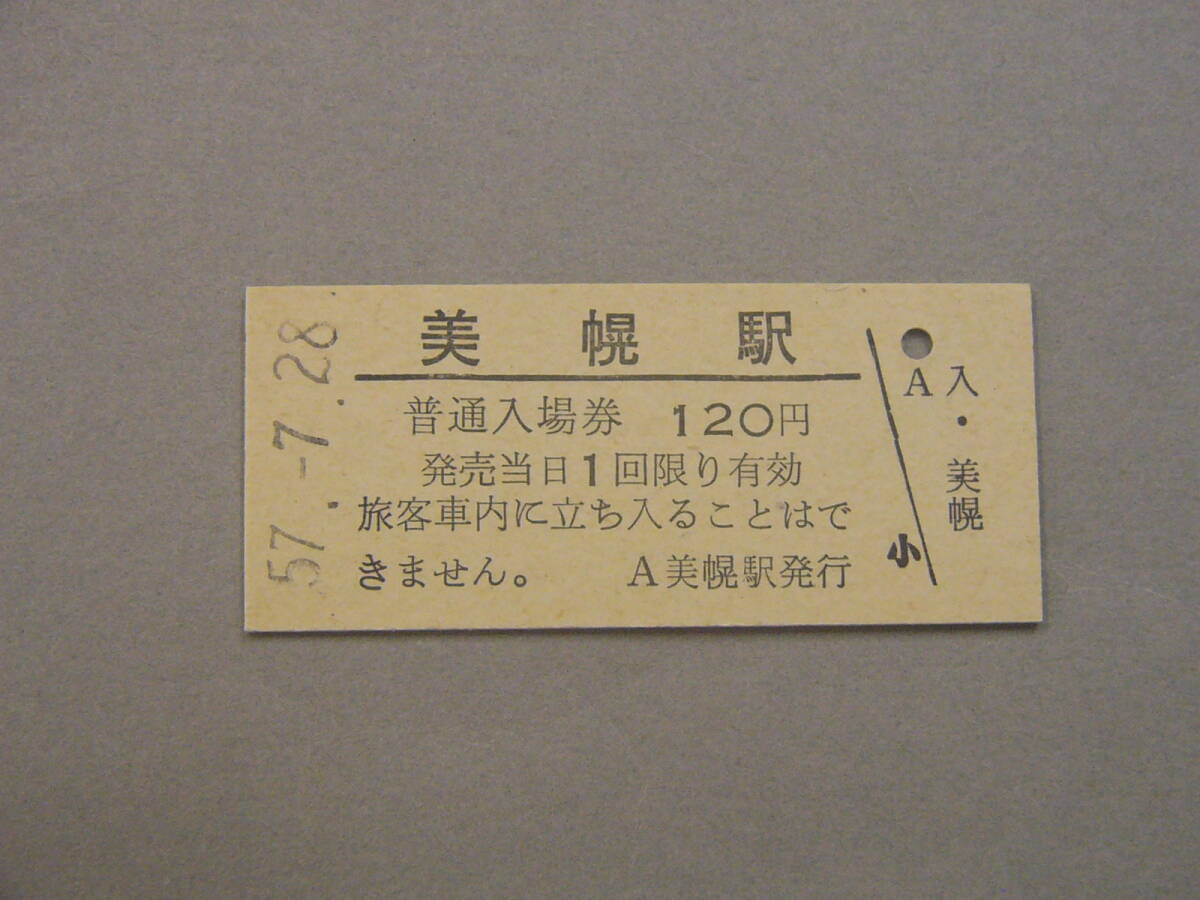 美幌駅
普通入場券 120円
発売当日1回限り有効
旅客車内に立ち入ることはで
きません。 A美幌駅発行
57.-7.28
A
入・美幌
小